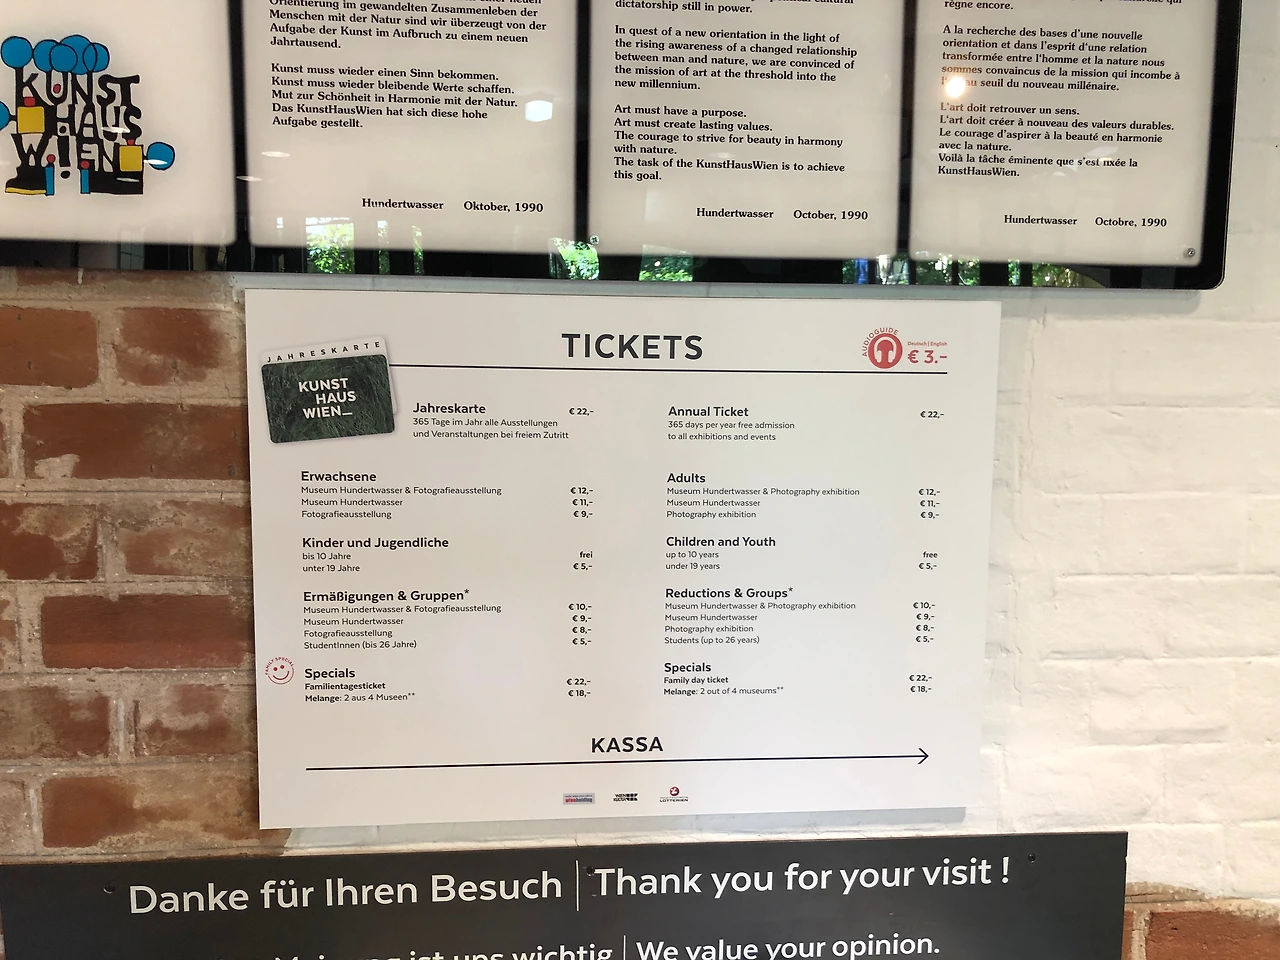 KUNST
HAUS
WIEN
Orientierung im gewandelten Zusammenleben der
Menschen mit der Natur sind wir überzeugt von der
Aufgabe der Kunst im Aufbruch zu einem neuen
Jahrtausend.
Kunst muss wieder einen Sinn bekommen.
Kunst muss wieder bleibende Werte schaffen.
Mut zur Schönheit in Harmonie mit der Natur.
Das KunstHausWien hat sich diese hohe
Aufgabe gestellt.
Hundertwasser Oktober, 1990
dictatorship still in power.
In quest of a new orientation in the light of
the rising awareness of a changed relationship
between man and nature, we are convinced of
the mission of art at the threshold into the
new millennium.
Art must have a purpose.
Art must create lasting values.
The courage to strive for beauty in harmony
with nature.
The task of the KunstHausWien is to achieve
this goal.
Hundertwasser October, 1990
règne encore.
A la recherche des bases d'une nouvelle
orientation et dans l'esprit d'une relation
transformée entre l'homme et la nature nous
sommes convaincus de la mission qui incombe à
au seuil du nouveau millénaire.
L'art doit retrouver un sens.
L'art doit créer à nouveau des valeurs durables.
Le courage d'aspirer à la beauté en harmonie
avec la nature.
Voilà la tâche éminente que s'est fixée la
KunstHausWien.
Hundertwasser Octobre, 1990
TICKETS
AUDIOGUIDE
Deutsch | English
€ 3.-
JAHRESKARTE
KUNST
HAUS
WIEN_
Jahreskarte € 22,-
365 Tage im Jahr alle Ausstellungen
und Veranstaltungen bei freiem Zutritt
Erwachsene
Museum Hundertwasser & Fotografieausstellung € 12,-
Museum Hundertwasser € 11,-
Fotografieausstellung € 9,-
Kinder und Jugendliche
bis 10 Jahre frei
unter 19 Jahre € 5,-
Ermäßigungen & Gruppen*
Museum Hundertwasser & Fotografieausstellung € 10,-
Museum Hundertwasser € 9,-
Fotografieausstellung € 8,-
StudentInnen (bis 26 Jahre) € 5,-
FAMILY SPECIAL
Specials
Familientagesticket € 22,-
Melange: 2 aus 4 Museen** € 18,-
Annual Ticket € 22,-
365 days per year free admission
to all exhibitions and events
Adults
Museum Hundertwasser & Photography exhibition € 12,-
Museum Hundertwasser € 11,-
Photography exhibition € 9,-
Children and Youth
up to 10 years free
under 19 years € 5,-
Reductions & Groups*
Museum Hundertwasser & Photography exhibition € 10,-
Museum Hundertwasser € 9,-
Photography exhibition € 8,-
Students (up to 26 years) € 5,-
Specials
Family day ticket € 22,-
Melange: 2 out of 4 museums** € 18,-
KASSA
wienholding
WIEN
KULTUR
LOTTERIEN
Danke für Ihren Besuch | Thank you for your visit !
ist uns wichtig | We value your opinion.